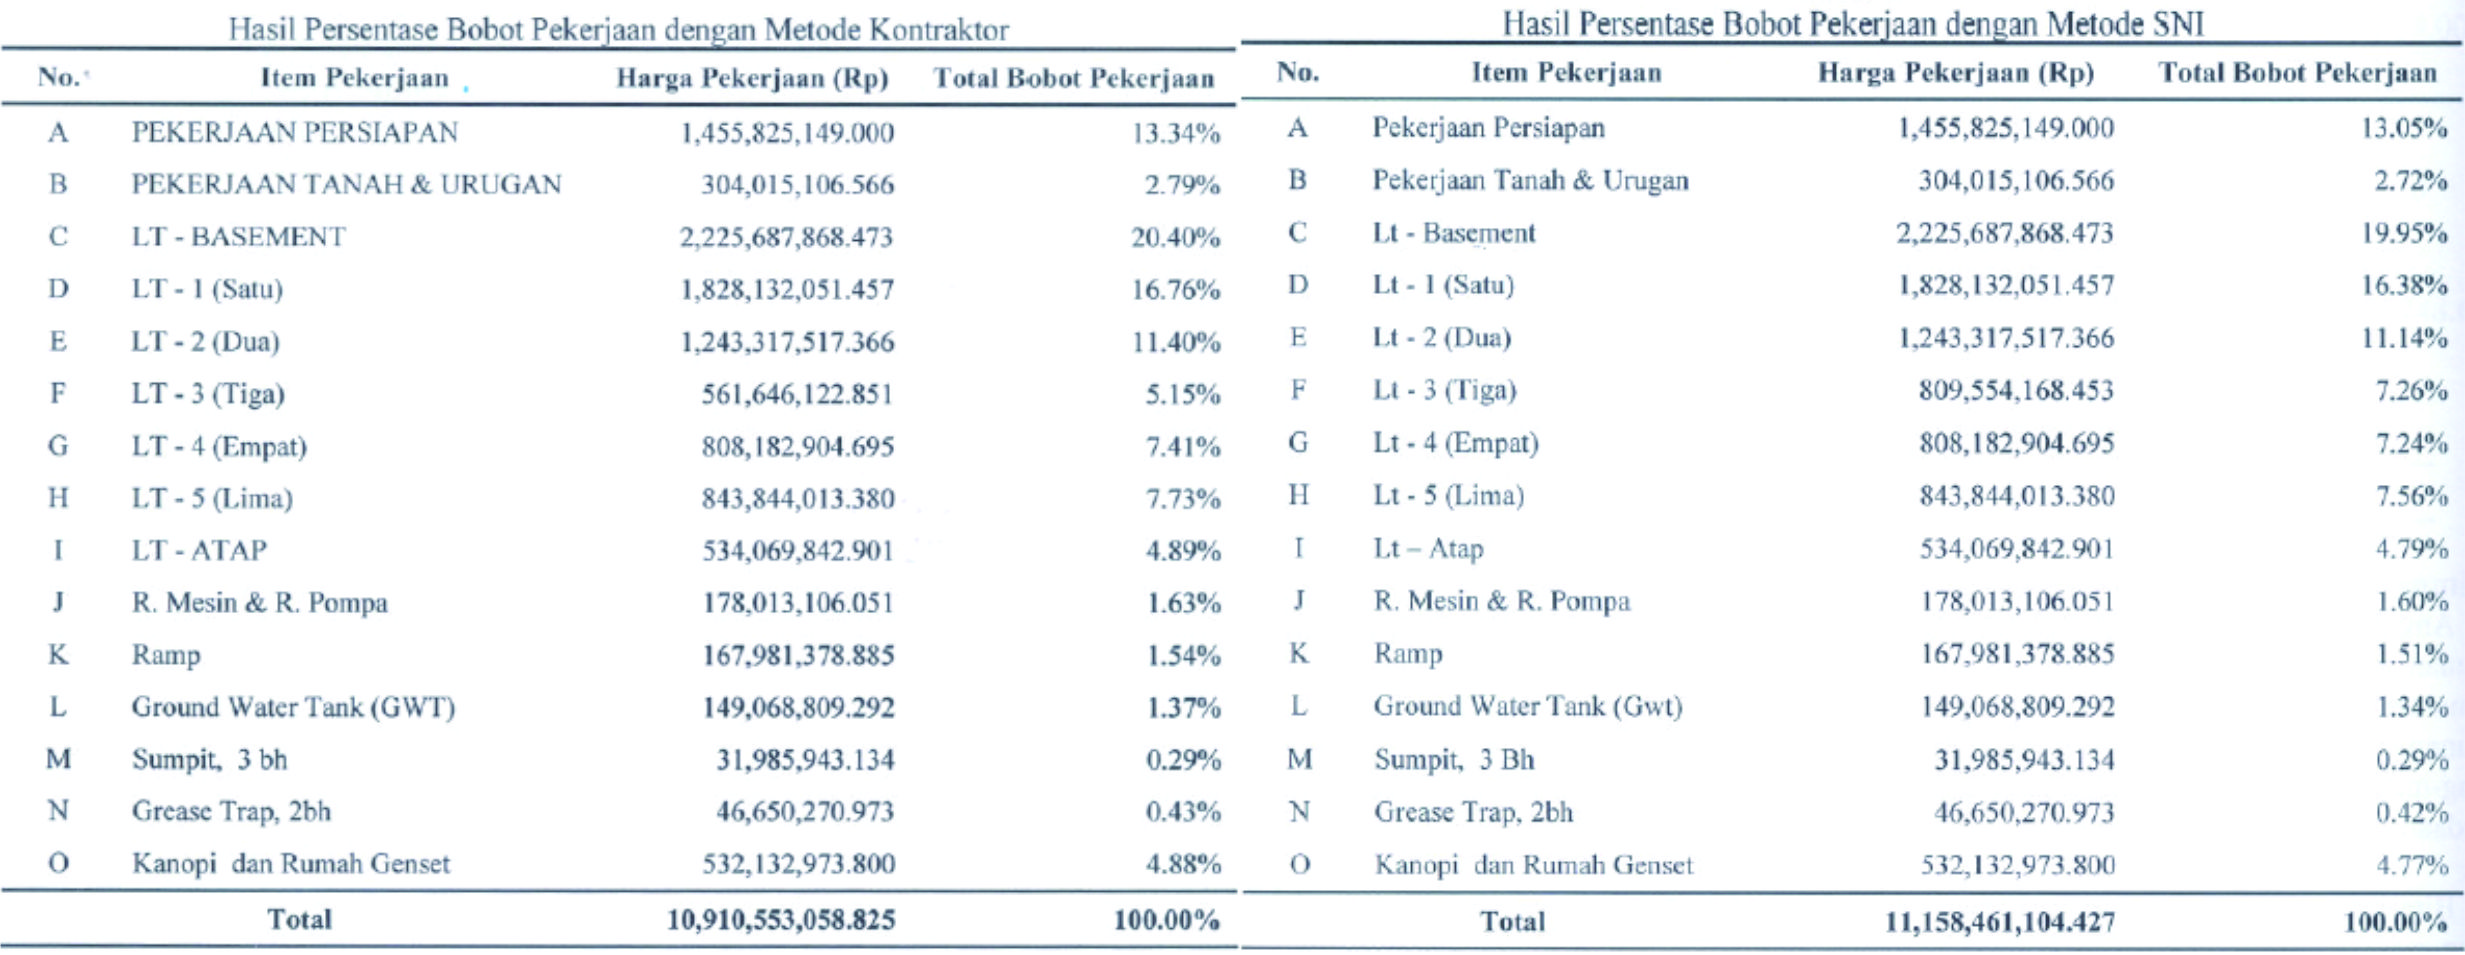 Hasil Persentase Bobot Pekerjaan dengan Metode Kontraktor
No. Item Pekerjaan Harga Pekerjaan (Rp) Total Bobot Pekerjaan
A PEKERJAAN PERSIAPAN 1,455,825,149.000 13.34%
B PEKERJAAN TANAH & URUGAN 304,015,106.566 2.79%
C LT - BASEMENT 2,225,687,868.473 20.40%
D LT - 1 (Satu) 1,828,132,051.457 16.76%
E LT - 2 (Dua) 1,243,317,517.366 11.40%
F LT - 3 (Tiga) 561,646,122.851 5.15%
G LT - 4 (Empat) 808,182,904.695 7.41%
H LT - 5 (Lima) 843,844,013.380 7.73%
I LT - ATAP 534,069,842.901 4.89%
J R. Mesin & R. Pompa 178,013,106.051 1.63%
K Ramp 167,981,378.885 1.54%
L Ground Water Tank (GWT) 149,068,809.292 1.37%
M Sumpit, 3 bh 31,985,943.134 0.29%
N Grease Trap, 2bh 46,650,270.973 0.43%
O Kanopi dan Rumah Genset 532,132,973.800 4.88%
Total 10,910,553,058.825 100.00%
Hasil Persentase Bobot Pekerjaan dengan Metode SNI
No. Item Pekerjaan Harga Pekerjaan (Rp) Total Bobot Pekerjaan
A Pekerjaan Persiapan 1,455,825,149.000 13.05%
B Pekerjaan Tanah & Urugan 304,015,106.566 2.72%
C Lt - Basement 2,225,687,868.473 19.95%
D Lt - 1 (Satu) 1,828,132,051.457 16.38%
E Lt - 2 (Dua) 1,243,317,517.366 11.14%
F Lt - 3 (Tiga) 809,554,168.453 7.26%
G Lt - 4 (Empat) 808,182,904.695 7.24%
H Lt - 5 (Lima) 843,844,013.380 7.56%
I Lt – Atap 534,069,842.901 4.79%
J R. Mesin & R. Pompa 178,013,106.051 1.60%
K Ramp 167,981,378.885 1.51%
L Ground Water Tank (Gwt) 149,068,809.292 1.34%
M Sumpit, 3 Bh 31,985,943.134 0.29%
N Grease Trap, 2bh 46,650,270.973 0.42%
O Kanopi dan Rumah Genset 532,132,973.800 4.77%
Total 11,158,461,104.427 100.00%